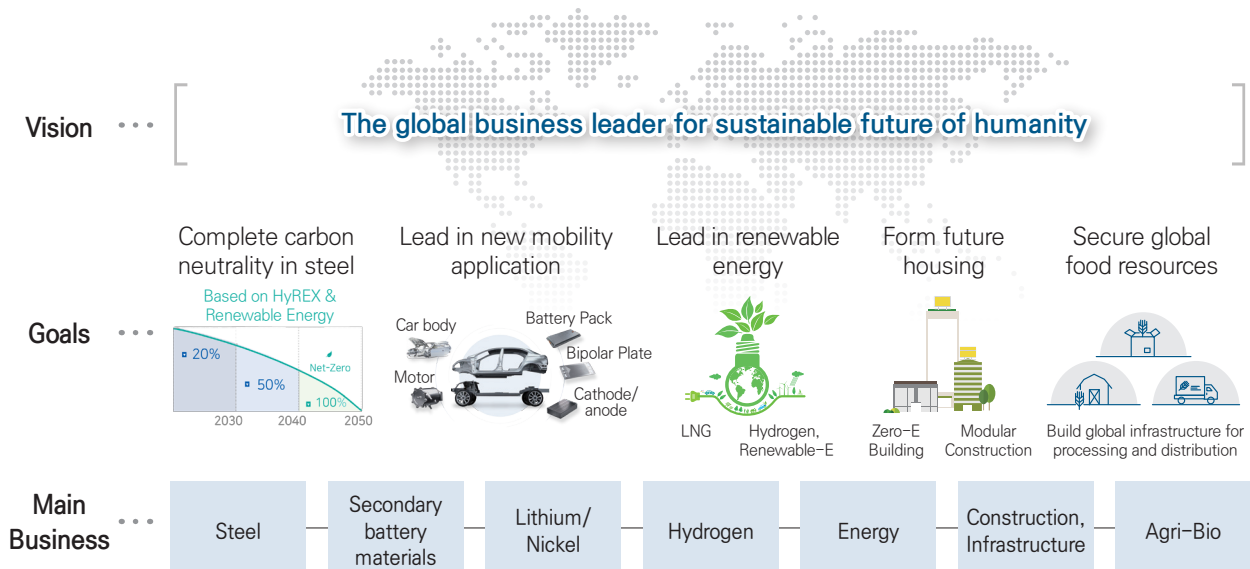 Vision
The global business leader for sustainable future of humanity
Goals
Complete carbon
neutrality in steel
Based on HyREX &
Renewable Energy
20%
50%
Net-Zero
100%
2030
2040
2050
Lead in new mobility
application
Car body
Motor
Battery Pack
Bipolar Plate
Cathode/
anode
Lead in renewable
energy
LNG
Hydrogen,
Renewable-E
Form future
housing
Zero-E
Building
Modular
Construction
Secure global
food resources
Build global infrastructure for
processing and distribution
Main
Business
Steel
Secondary
battery
materials
Lithium/
Nickel
Hydrogen
Energy
Construction,
Infrastructure
Agri-Bio